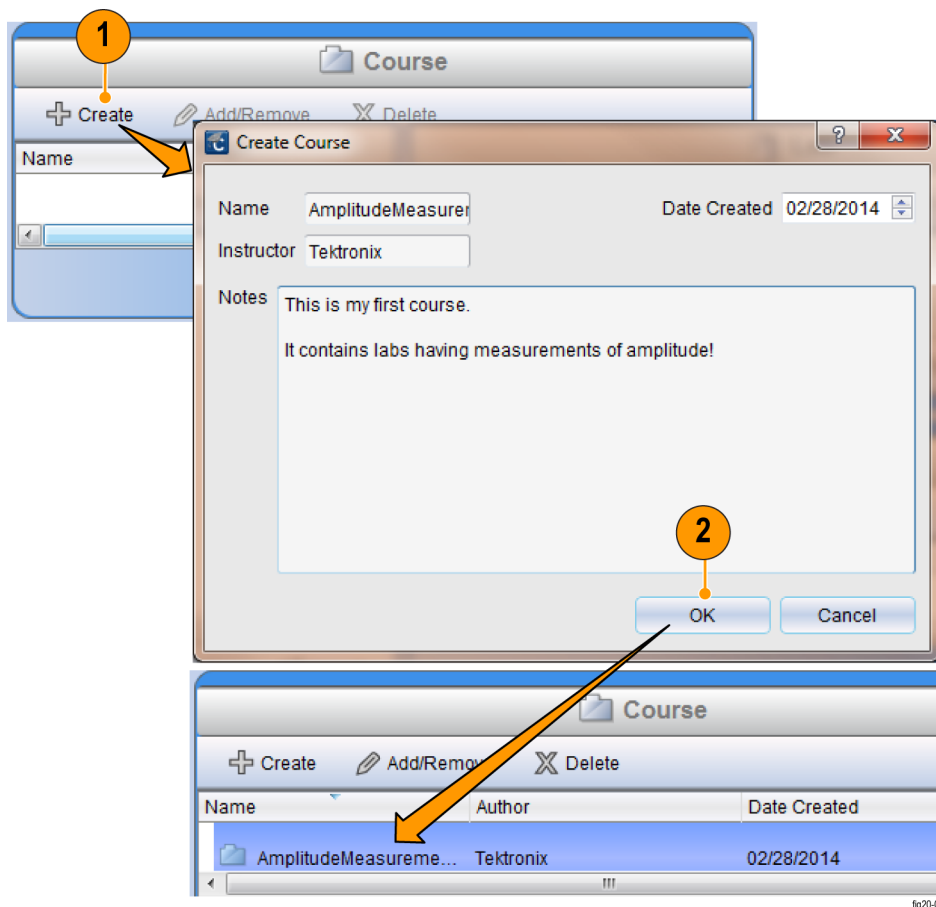 1
Course
Create Add/Remove Delete
Name
Create Course
Name AmplitudeMeasurer Date Created 02/28/2014
Instructor Tektronix
Notes This is my first course.
It contains labs having measurements of amplitude!
2
OK Cancel
Course
Create Add/Remov Delete
Name Author Date Created
AmplitudeMeasureme... Tektronix 02/28/2014